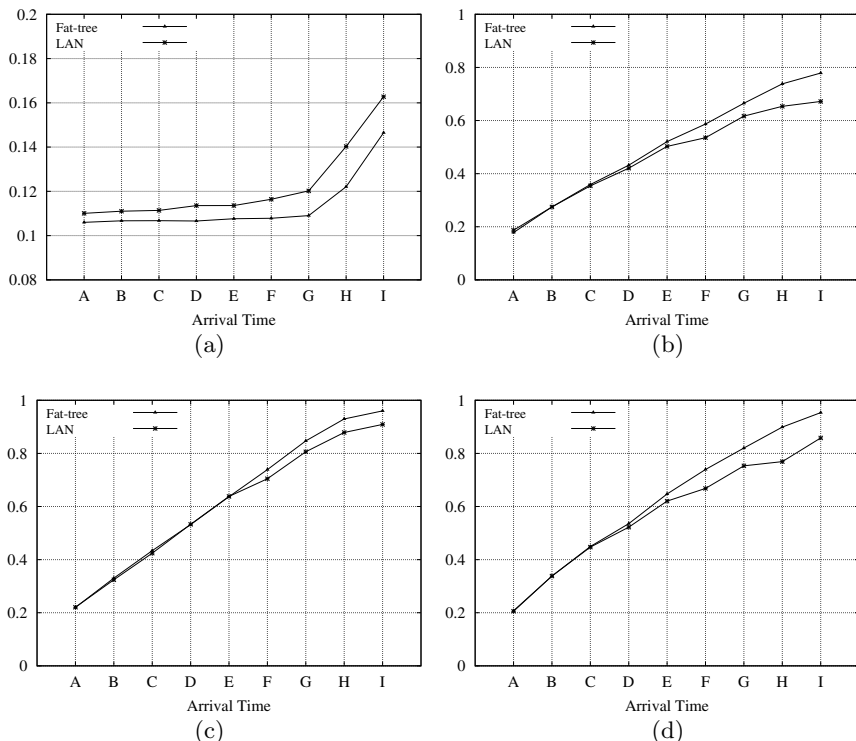 0.2
0.18
0.16
0.14
0.12
0.1
0.08
Fat-tree
LAN
A B C D E F G H I
Arrival Time
(a)
1
0.8
0.6
0.4
0.2
0
Fat-tree
LAN
A B C D E F G H I
Arrival Time
(b)
1
0.8
0.6
0.4
0.2
0
Fat-tree
LAN
A B C D E F G H I
Arrival Time
(c)
1
0.8
0.6
0.4
0.2
0
Fat-tree
LAN
A B C D E F G H I
Arrival Time
(d)